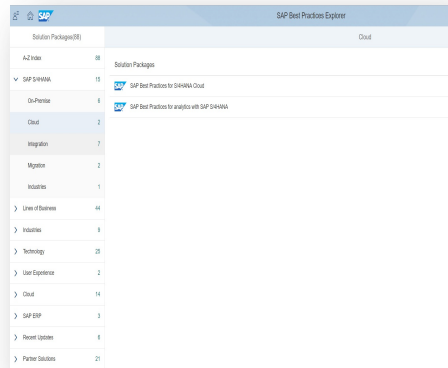 SAP SAP Best Practices Explorer
Solution Packages(88)
Cloud
A-Z Index 88
SAP S/4HANA 15
On-Premise 6
Cloud 2
Integration 7
Migration 2
Industries 1
Lines of Business 44
Industries 9
Technology 25
User Experience 2
Cloud 14
SAP ERP 3
Recent Updates 6
Partner Solutions 21
Solution Packages
SAP SAP Best Practices for S/4HANA Cloud
SAP SAP Best Practices for analytics with SAP S/4HANA